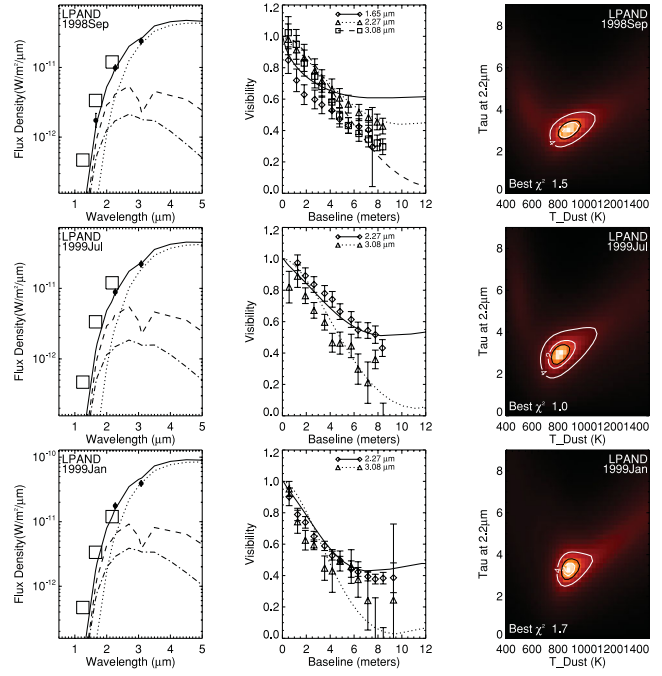 LPAND
1998Sep
Flux Density(W/m²/μm)
10⁻¹¹
10⁻¹²
1 2 3 4 5
Wavelength (μm)
1.65 μm
2.27 μm
3.08 μm
Visibility
1.0
0.8
0.6
0.4
0.2
0.0
0 2 4 6 8 10 12
Baseline (meters)
LPAND
1998Sep
Tau at 2.2μm
8
6
4
2
4
Best χ² 1.5
400 600 800 1000 1400
T_Dust (K)
LPAND
1999Jul
Flux Density(W/m²/μm)
10⁻¹¹
10⁻¹²
1 2 3 4 5
Wavelength (μm)
2.27 μm
3.08 μm
Visibility
1.2
1.0
0.8
0.6
0.4
0.2
0.0
0 2 4 6 8 10 12
Baseline (meters)
LPAND
1999Jul
Tau at 2.2μm
8
6
4
2
4
Best χ² 1.0
400 600 800 1000 1400
T_Dust (K)
LPAND
1999Jan
Flux Density(W/m²/μm)
10⁻¹⁰
10⁻¹¹
10⁻¹²
1 2 3 4 5
Wavelength (μm)
2.27 μm
3.08 μm
Visibility
1.2
1.0
0.8
0.6
0.4
0.2
0.0
0 2 4 6 8 10 12
Baseline (meters)
LPAND
1999Jan
Tau at 2.2μm
8
6
4
2
4
Best χ² 1.7
400 600 800 1000 1400
T_Dust (K)